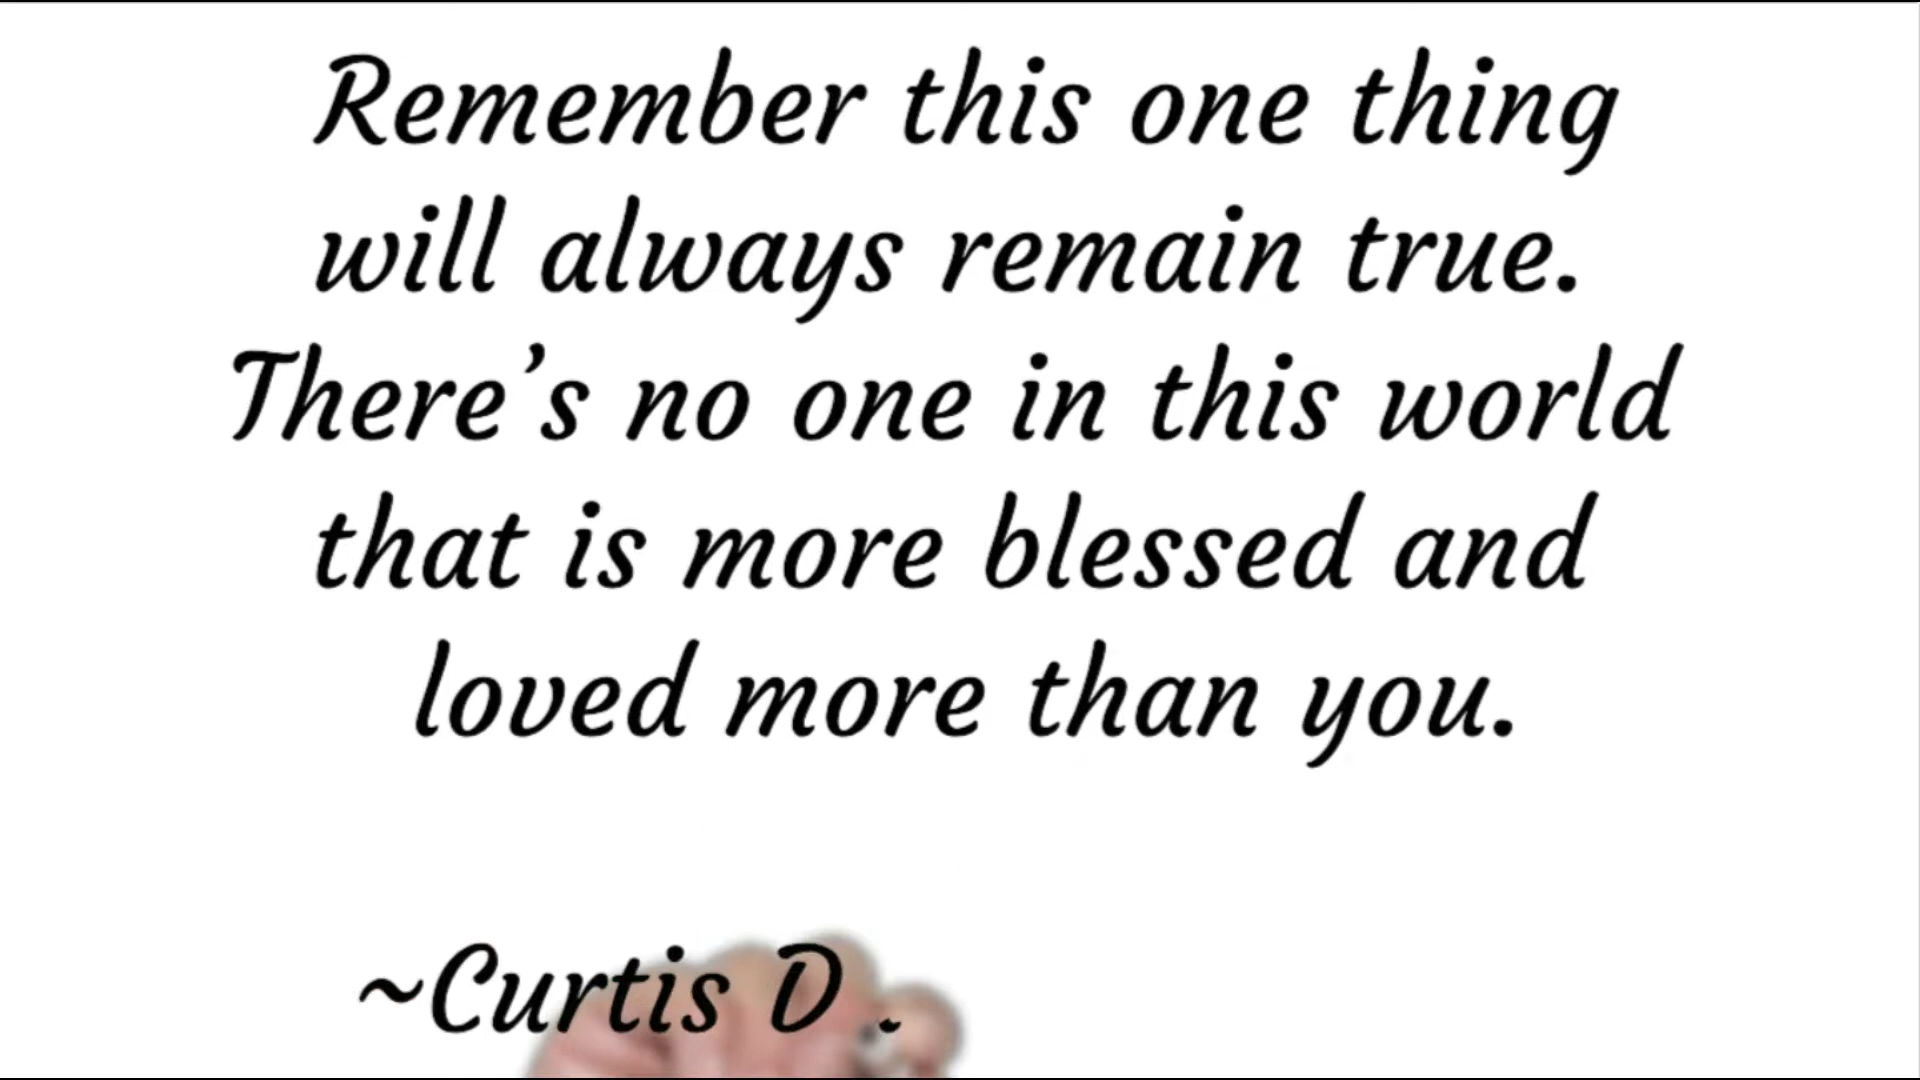 Remember this one thing
will always remain true.
There’s no one in this world
that is more blessed and
loved more than you.
~Curtis D